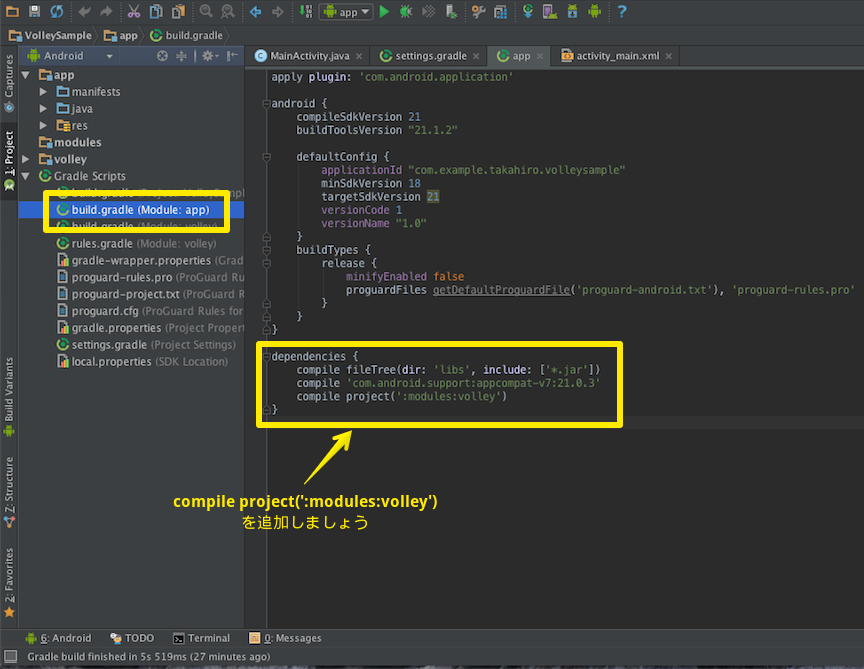 app
VolleySample
app
build.gradle
Android
MainActivity.java
settings.gradle
app
activity_main.xml
Captures
1: Project
Build Variants
Z: Structure
2: Favorites
app
manifests
java
res
modules
volley
Gradle Scripts
build.gradle (Module: app)
build.gradle (Module: volley)
rules.gradle (Module: volley)
gradle-wrapper.properties (Grad
proguard-rules.pro (ProGuard Ru
proguard-project.txt (ProGuard R
proguard.cfg (ProGuard Rules for
gradle.properties (Project Propert
settings.gradle (Project Settings)
local.properties (SDK Location)
apply plugin: 'com.android.application'
android {
compileSdkVersion 21
buildToolsVersion "21.1.2"
defaultConfig {
applicationId "com.example.takahiro.volleysample"
minSdkVersion 18
targetSdkVersion 21
versionCode 1
versionName "1.0"
}
buildTypes {
release {
minifyEnabled false
proguardFiles getDefaultProguardFile('proguard-android.txt'), 'proguard-rules.pro'
}
}
}
dependencies {
compile fileTree(dir: 'libs', include: ['*.jar'])
compile 'com.android.support:appcompat-v7:21.0.3'
compile project(':modules:volley')
}
compile project(':modules:volley')
を追加しましょう
6: Android
TODO
Terminal
0: Messages
Gradle build finished in 5s 519ms (27 minutes ago)